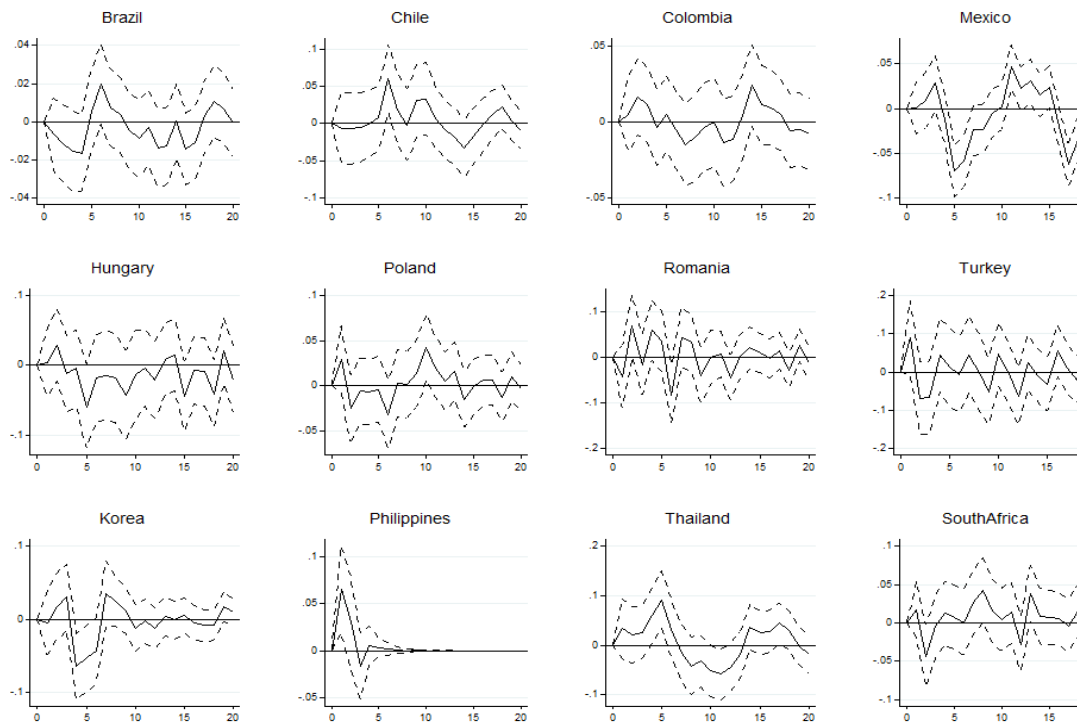 Brazil Chile Colombia Mexico
.04 .1 .05 .1
.02 .05 .05
0 0 0 0
-.02 -.05 -.05
-.04 -.1 -.05 -.1
0 5 10 15 20 0 5 10 15 20 0 5 10 15 20 0 5 10 15
Hungary Poland Romania Turkey
.1 .1 .2 .2
.05 .1 .1
0 0 0 0
-.1 -.05 -.1 -.1
-.2 -.2
0 5 10 15 20 0 5 10 15 20 0 5 10 15 20 0 5 10 15
Korea Philippines Thailand SouthAfrica
.1 .1 .2 .1
.05 .1 .05
0 0 0 0
-.05
-.1 -.05 -.1 -.1
0 5 10 15 20 0 5 10 15 20 0 5 10 15 20 0 5 10 15